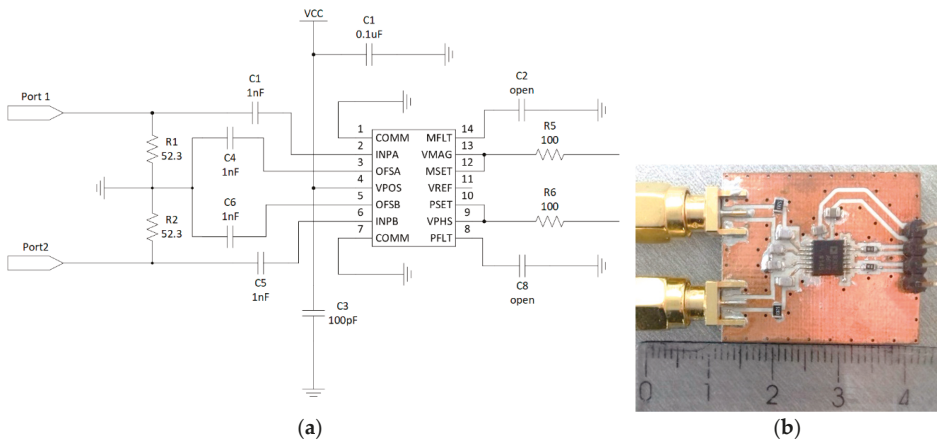 VCC
C1
0.1uF
C1
1nF
C2
open
Port 1
R1
52.3
C4
1nF
1
COMM
MFLT
14
2
INPA
VMAG
13
3
OFSA
MSET
12
4
VPOS
VREF
11
5
OFSB
PSET
10
6
INPB
VPHS
9
7
COMM
PFLT
8
R5
100
R6
100
R2
52.3
C6
1nF
Port2
C5
1nF
C8
open
C3
100pF
0 1 2 3 4
(a)
(b)